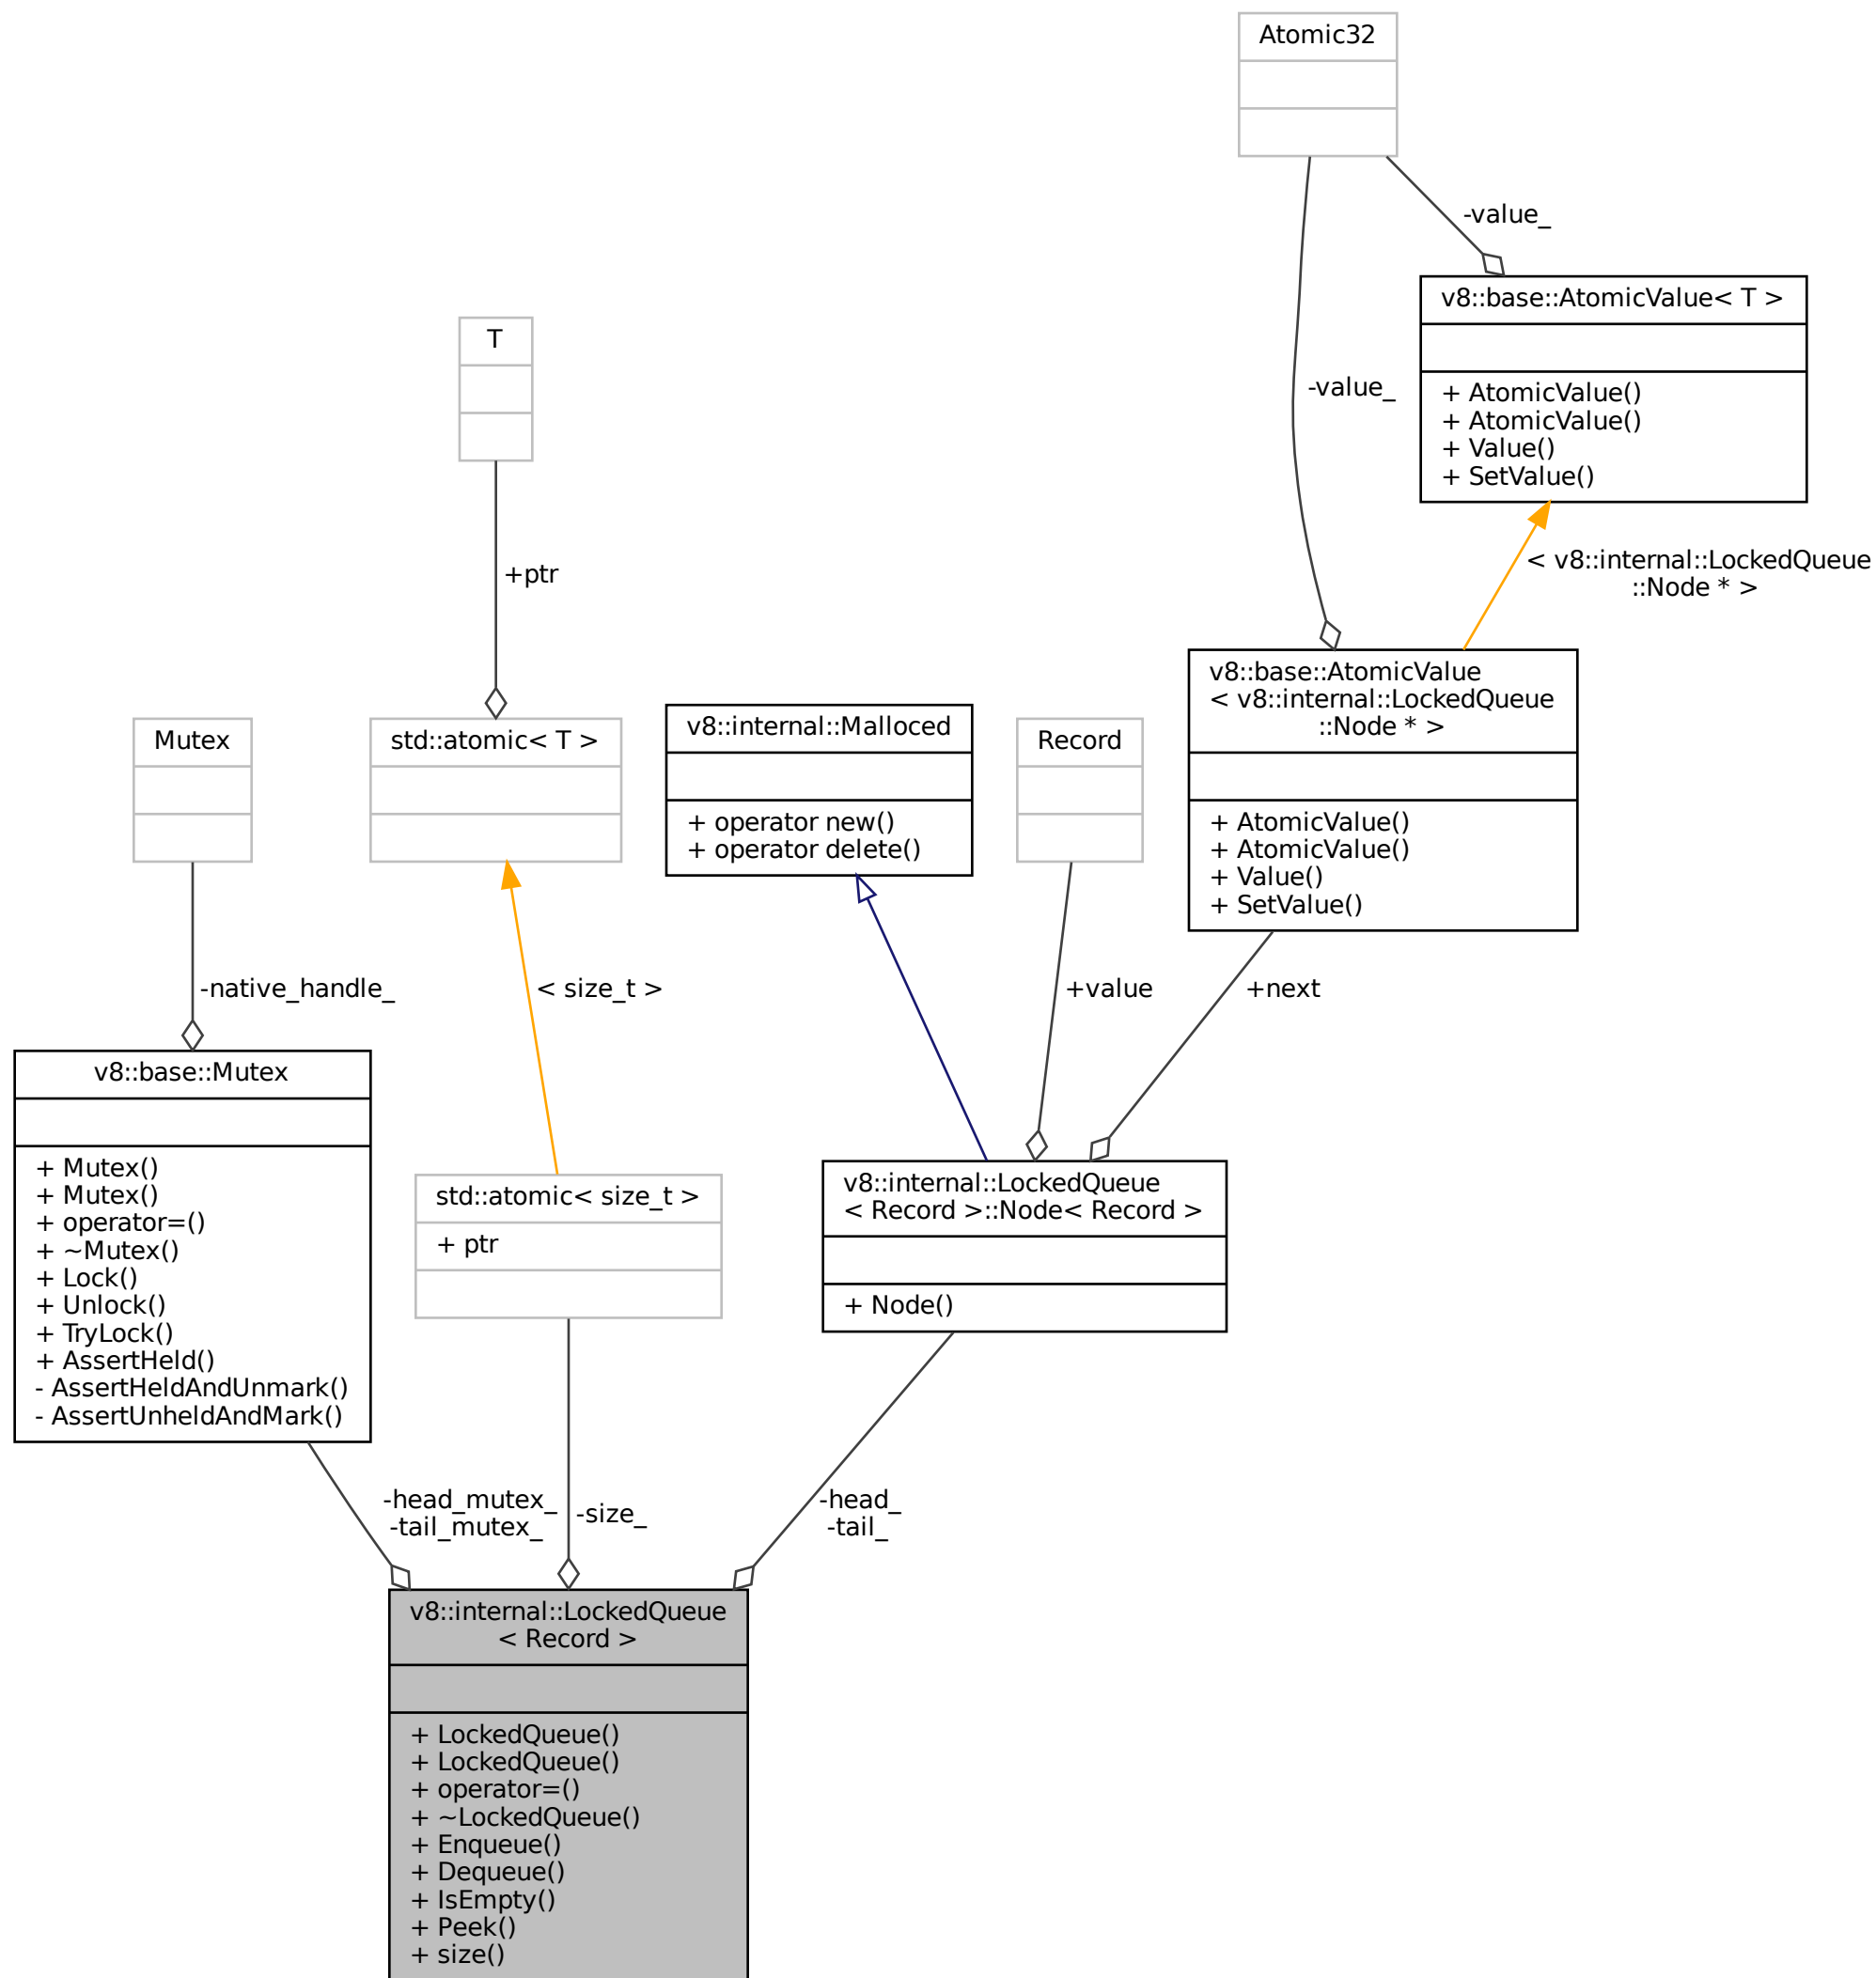 Atomic32
-value_
v8::base::AtomicValue< T >
+ AtomicValue()
+ AtomicValue()
+ Value()
+ SetValue()
T
-value_
+ptr
< v8::internal::LockedQueue
::Node * >
v8::base::AtomicValue
< v8::internal::LockedQueue
::Node * >
+ AtomicValue()
+ AtomicValue()
+ Value()
+ SetValue()
Mutex
std::atomic< T >
v8::internal::Malloced
+ operator new()
+ operator delete()
Record
-native_handle_
< size_t >
+value
+next
v8::base::Mutex
+ Mutex()
+ Mutex()
+ operator=()
+ ~Mutex()
+ Lock()
+ Unlock()
+ TryLock()
+ AssertHeld()
- AssertHeldAndUnmark()
- AssertUnheldAndMark()
std::atomic< size_t >
+ ptr
v8::internal::LockedQueue
< Record >::Node< Record >
+ Node()
-head_mutex_
-tail_mutex_
-size_
-head_
-tail_
v8::internal::LockedQueue
< Record >
+ LockedQueue()
+ LockedQueue()
+ operator=()
+ ~LockedQueue()
+ Enqueue()
+ Dequeue()
+ IsEmpty()
+ Peek()
+ size()